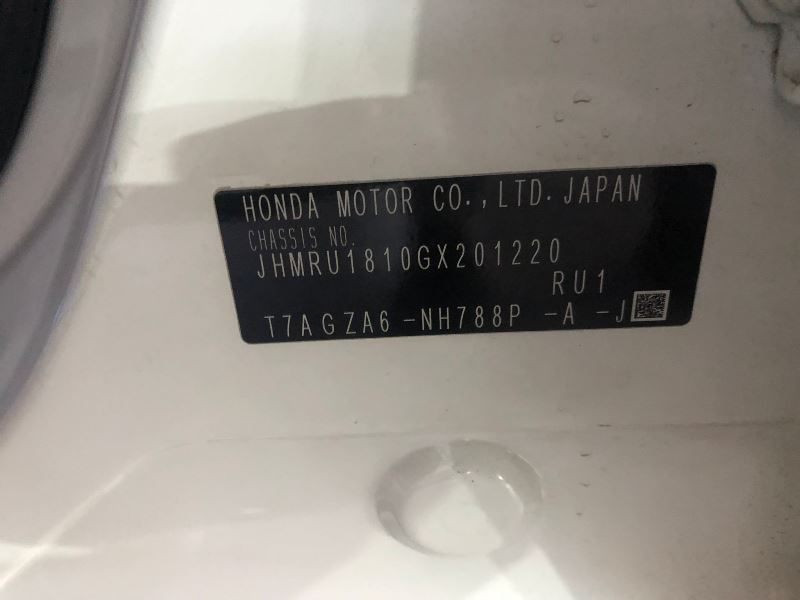 HONDA MOTOR CO.,LTD.JAPAN
CHASSIS NO.
JHMRU1810GX201220
RU1
T7AGZA6-NH788P -A -J